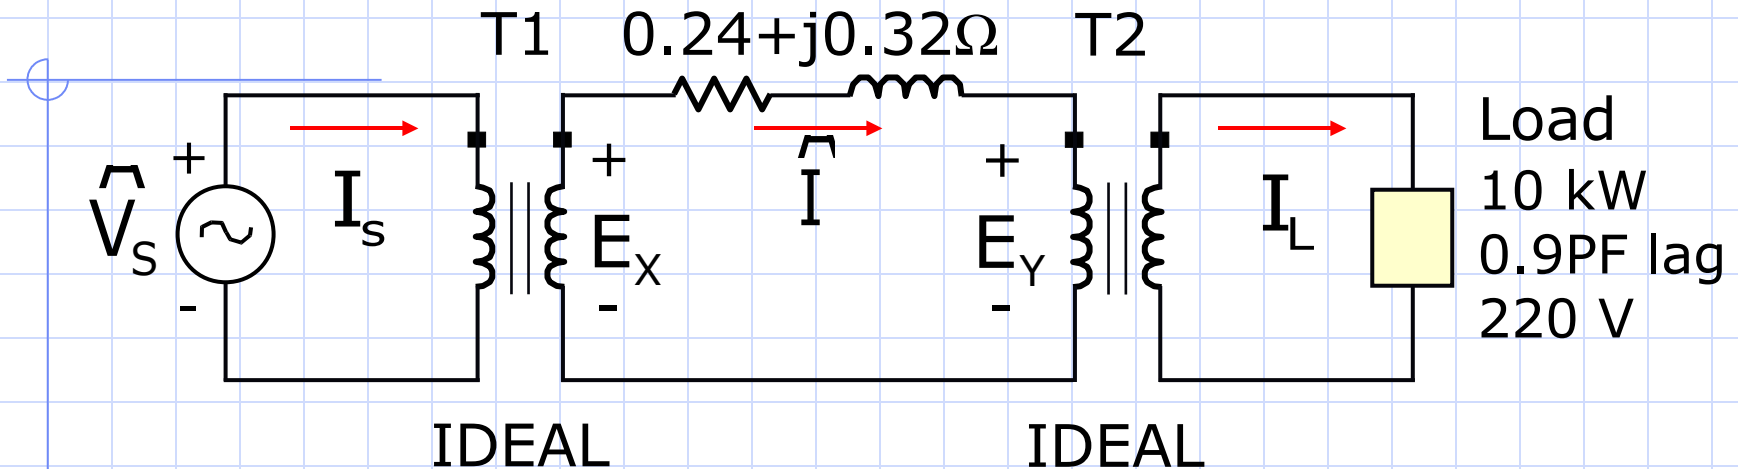 T1
0.24+j0.32Ω
T2
+
V̂S
-
Is
+
EX
-
Î
+
EY
-
IL
Load
10 kW
0.9PF lag
220 V
IDEAL
IDEAL